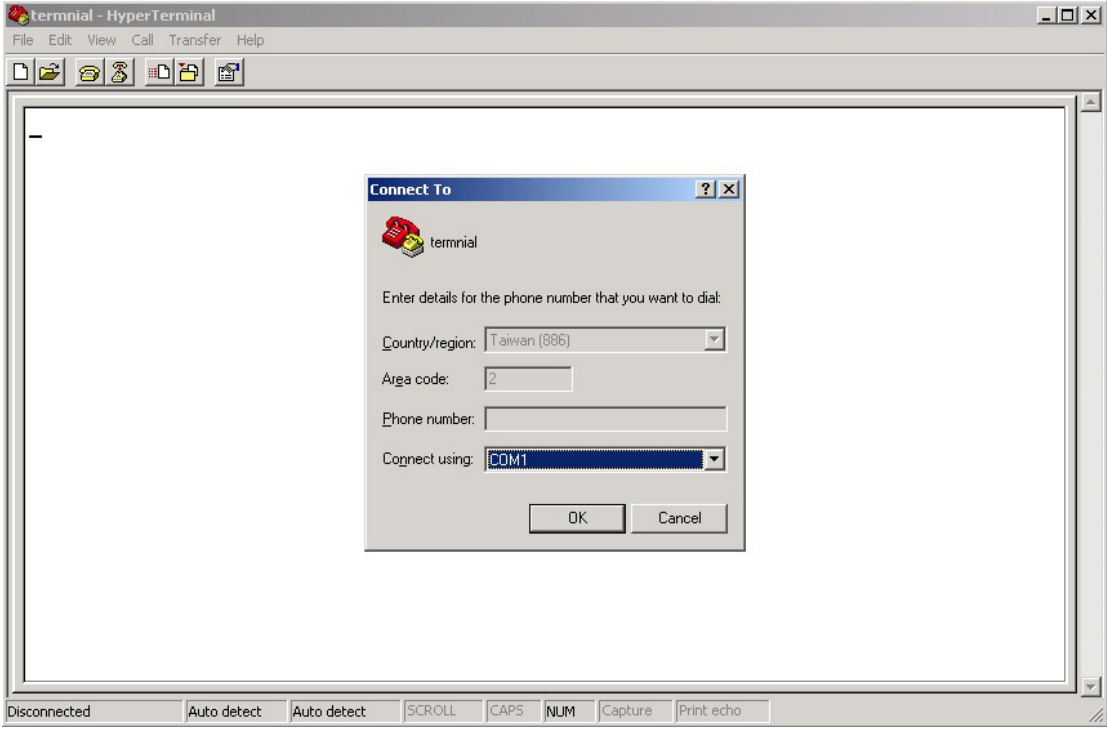 termnial - HyperTerminal
File Edit View Call Transfer Help
Connect To
termnial
Enter details for the phone number that you want to dial:
Country/region: Taiwan (886)
Area code: 2
Phone number:
Connect using: COM1
OK Cancel
Disconnected Auto detect Auto detect SCROLL CAPS NUM Capture Print echo